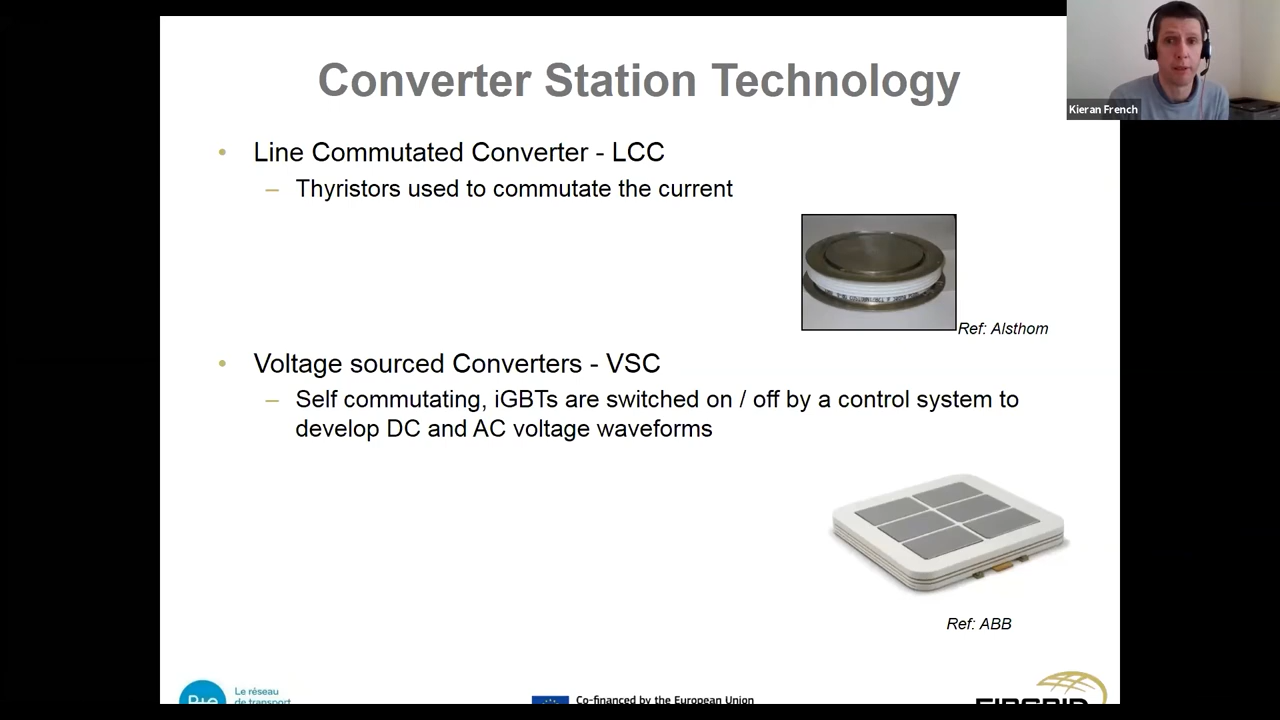 Converter Station Technology
Kieran French
• Line Commutated Converter - LCC
– Thyristors used to commutate the current
Ref: Alsthom
• Voltage sourced Converters - VSC
– Self commutating, iGBTs are switched on / off by a control system to
develop DC and AC voltage waveforms
Ref: ABB
Le réseau
de transport
Co-financed by the European Union